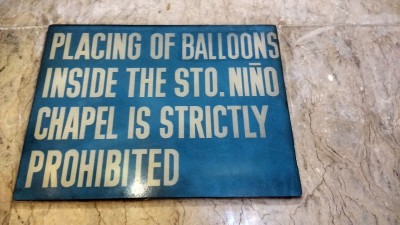 PLACING OF BALLOONS
INSIDE THE STO. NIÑO
CHAPEL IS STRICTLY
PROHIBITED